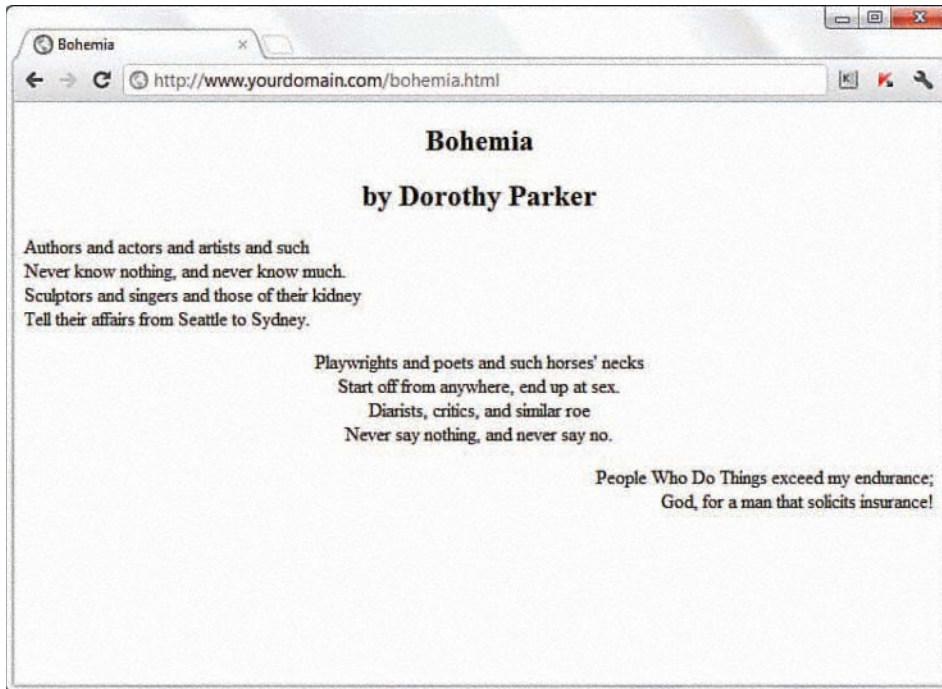 Bohemia
http://www.yourdomain.com/bohemia.html
Bohemia
by Dorothy Parker
Authors and actors and artists and such
Never know nothing, and never know much.
Sculptors and singers and those of their kidney
Tell their affairs from Seattle to Sydney.
Playwrights and poets and such horses' necks
Start off from anywhere, end up at sex.
Diarists, critics, and similar roe
Never say nothing, and never say no.
People Who Do Things exceed my endurance;
God, for a man that solicits insurance!